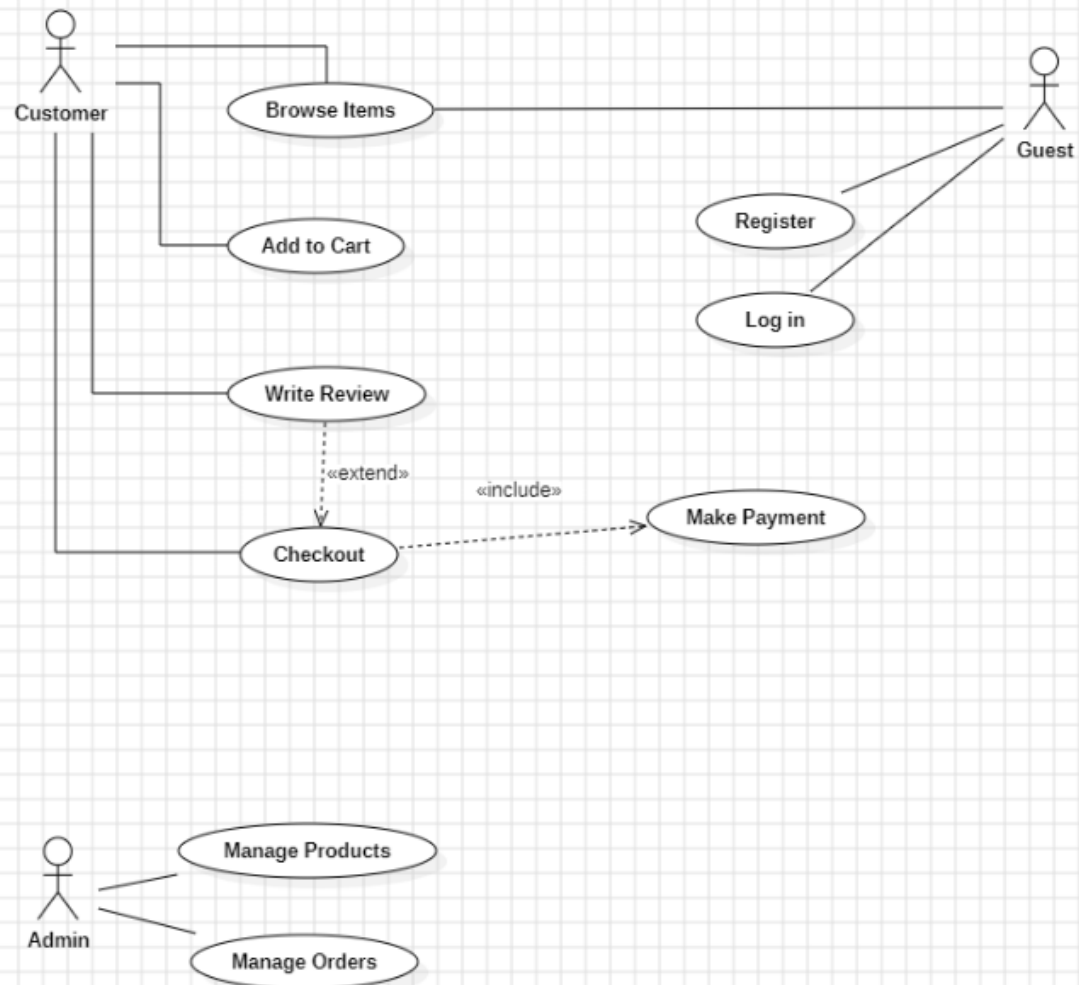 Customer
Browse Items
Guest
Register
Add to Cart
Log in
Write Review
«extend»
«include»
Make Payment
Checkout
Manage Products
Admin
Manage Orders